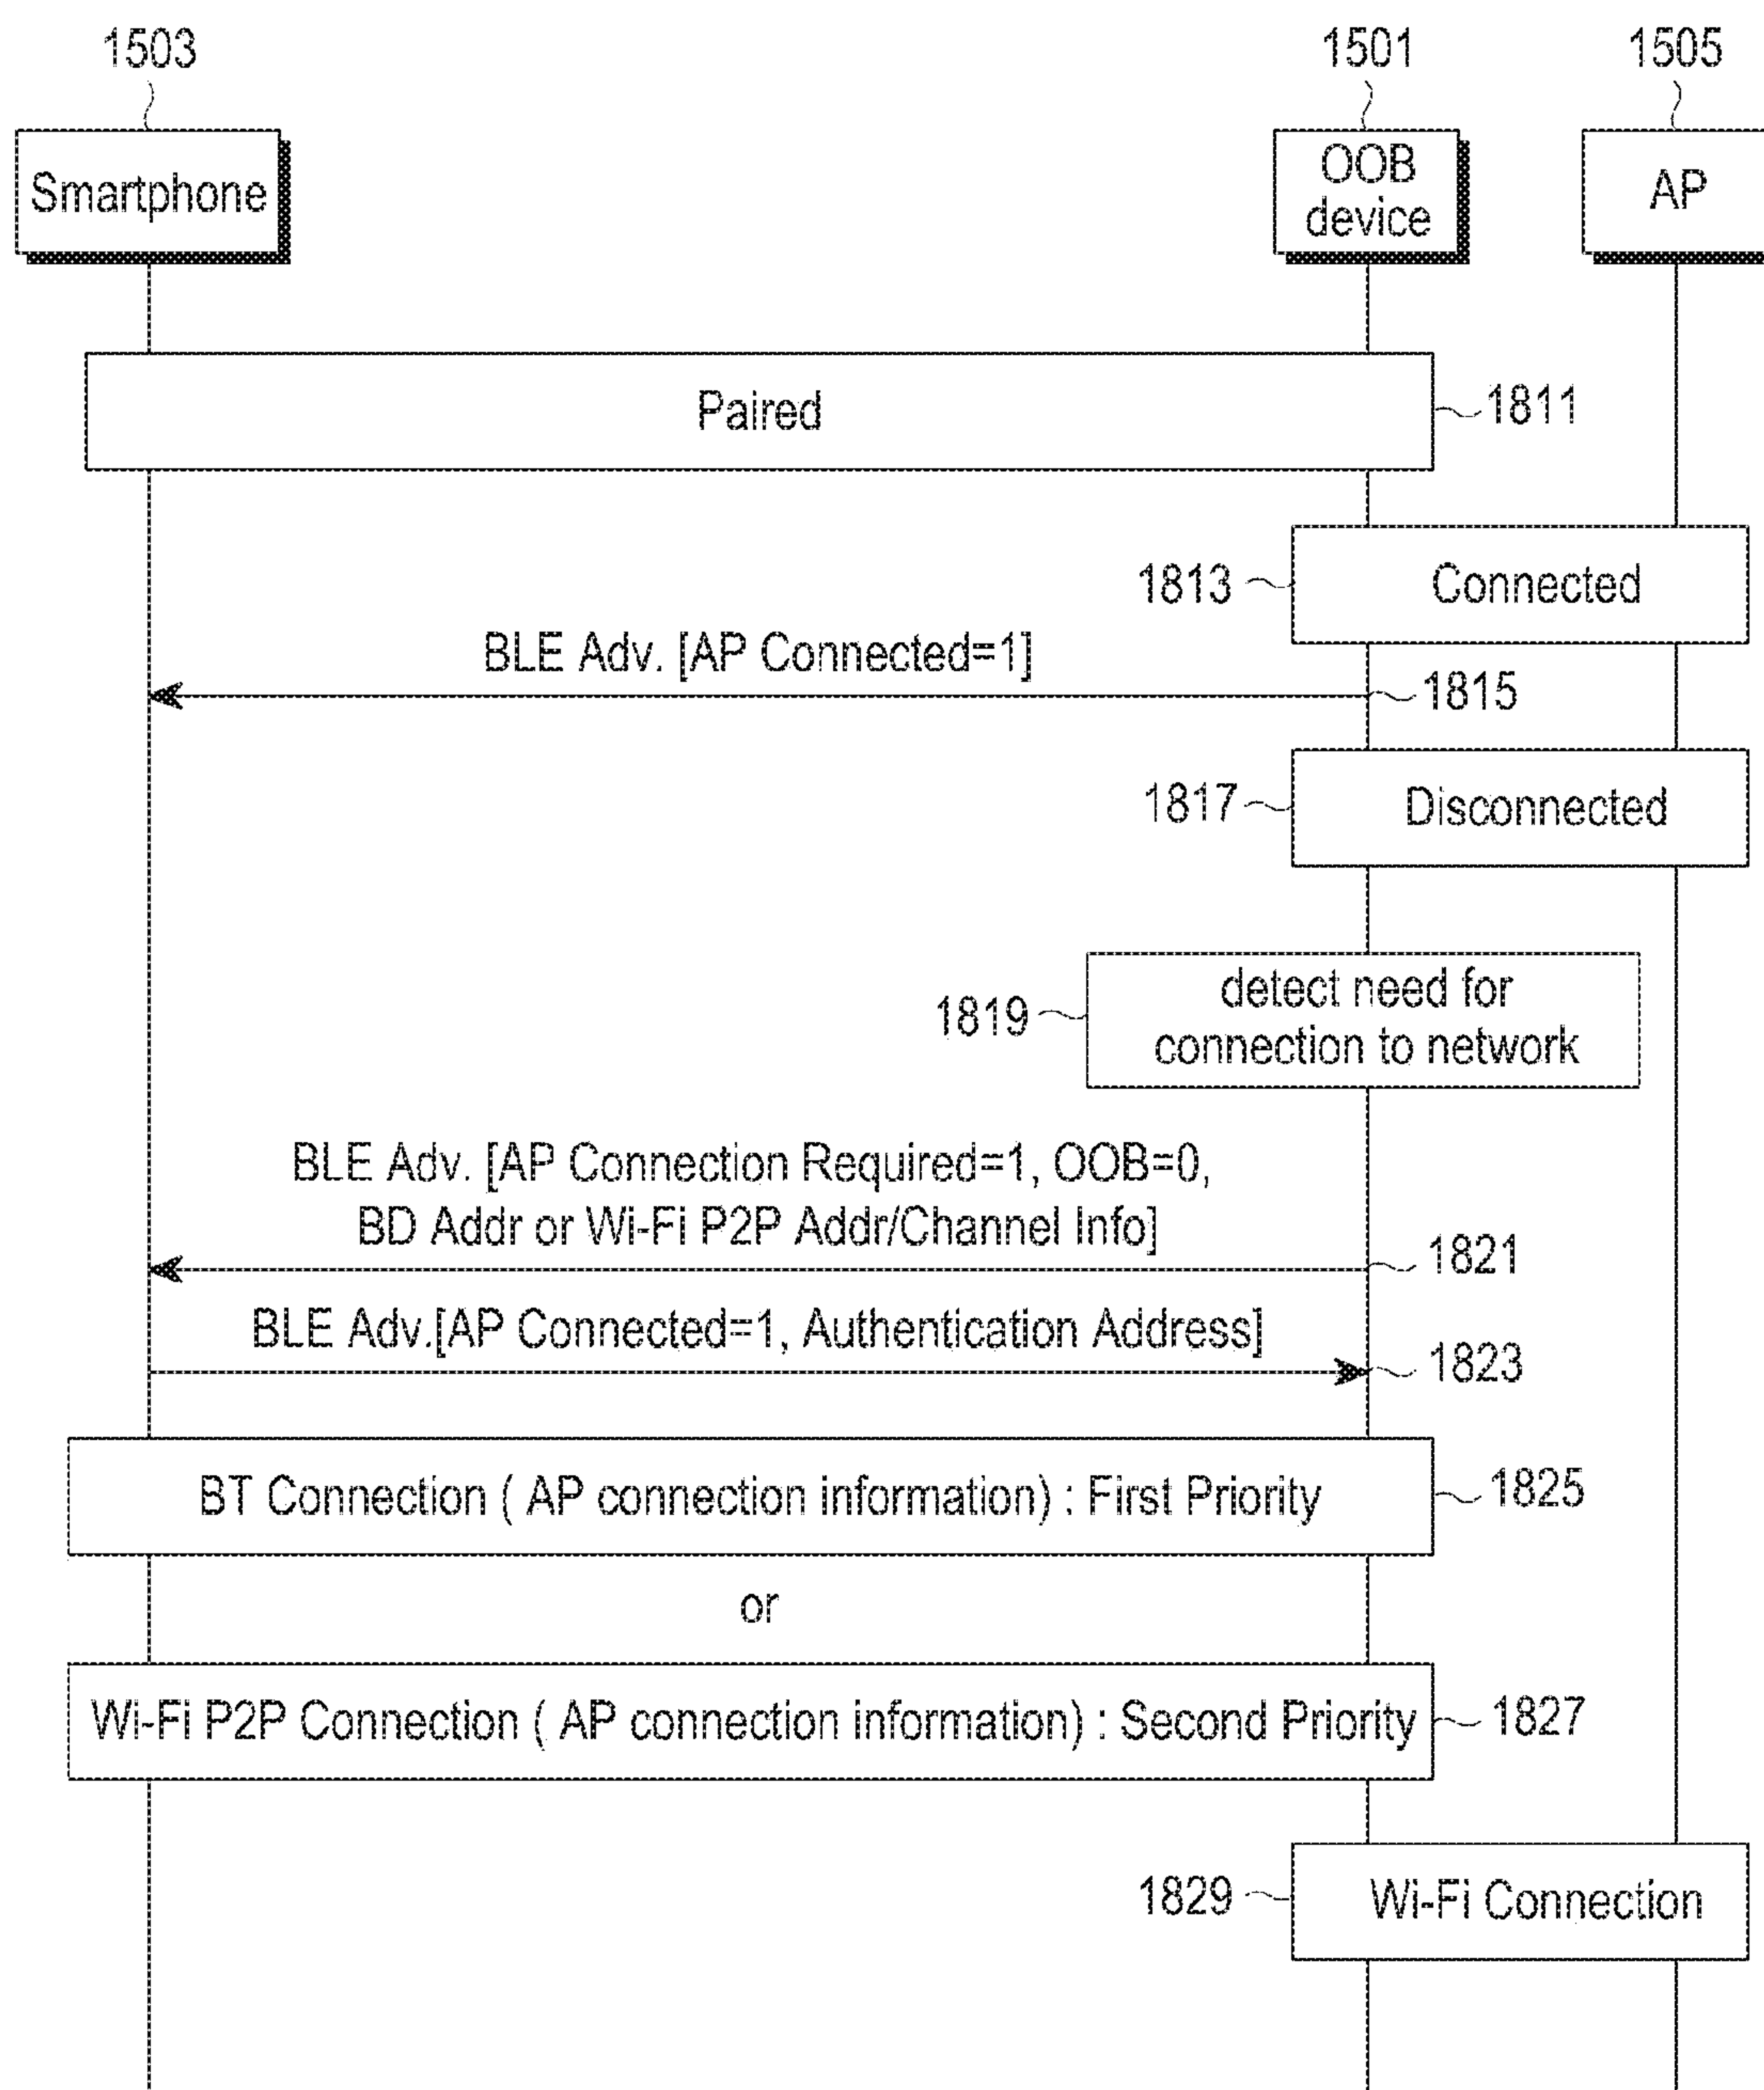 1503
1501
1505
Smartphone
OOB
device
AP
Paired
1811
1813
Connected
BLE Adv. [AP Connected=1]
1815
1817
Disconnected
1819
detect need for
connection to network
BLE Adv. [AP Connection Required=1, OOB=0,
BD Addr or Wi-Fi P2P Addr/Channel Info]
1821
BLE Adv.[AP Connected=1, Authentication Address]
1823
BT Connection ( AP connection information) : First Priority
1825
or
Wi-Fi P2P Connection ( AP connection information) : Second Priority
1827
1829
Wi-Fi Connection